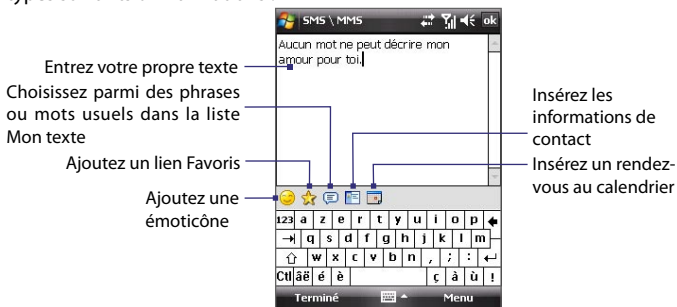 SMS \ MMS
ok
Aucun mot ne peut décrire mon
amour pour toi.
Entrez votre propre texte
Choisissez parmi des phrases
ou mots usuels dans la liste
Mon texte
Ajoutez un lien Favoris
Ajoutez une
émoticône
Insérez les
informations de
contact
Insérez un rendez-
vous au calendrier
123 a z e r t y u i o p
q s d f g h j k l m
w x c v b n , ; :
Ctl áë é è ç à ù !
Terminé Menu